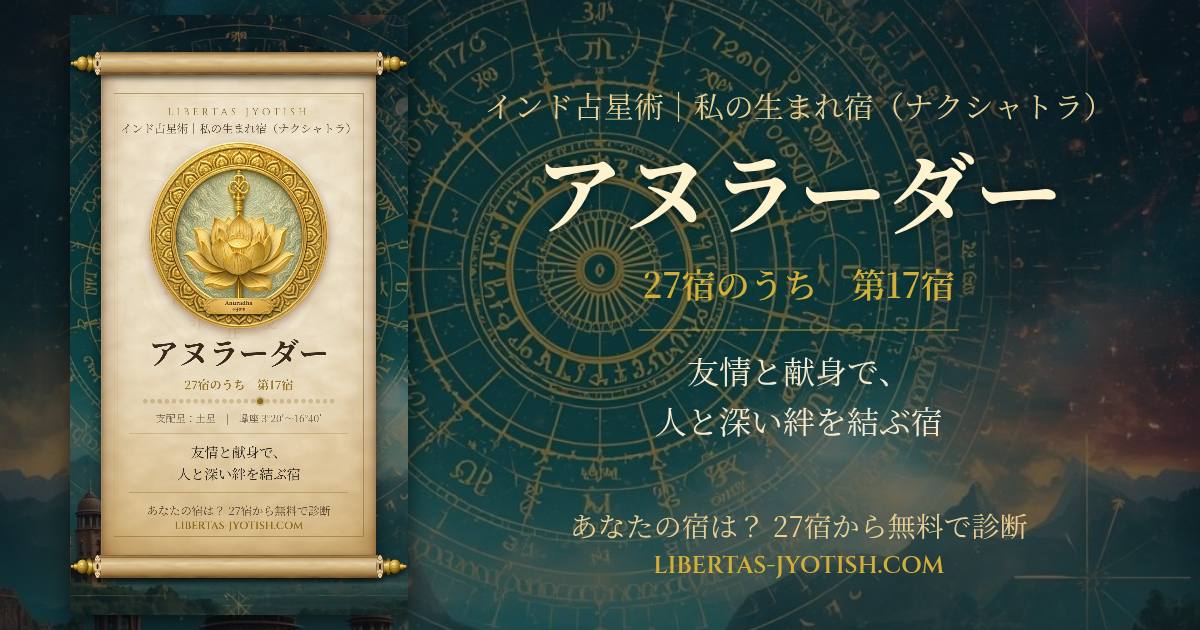 LIBERTAS JYOTISH
インド占星術｜私の生まれ宿（ナクシャトラ）
Anuradha
アヌラーダー
27宿のうち　第17宿
支配星：土星　｜　蠍座 3°20′〜16°40′
友情と献身で、
人と深い絆を結ぶ宿
あなたの宿は？ 27宿から無料で診断
LIBERTAS-JYOTISH.COM
インド占星術｜私の生まれ宿（ナクシャトラ）
アヌラーダー
27宿のうち　第17宿
友情と献身で、
人と深い絆を結ぶ宿
あなたの宿は？ 27宿から無料で診断
LIBERTAS-JYOTISH.COM